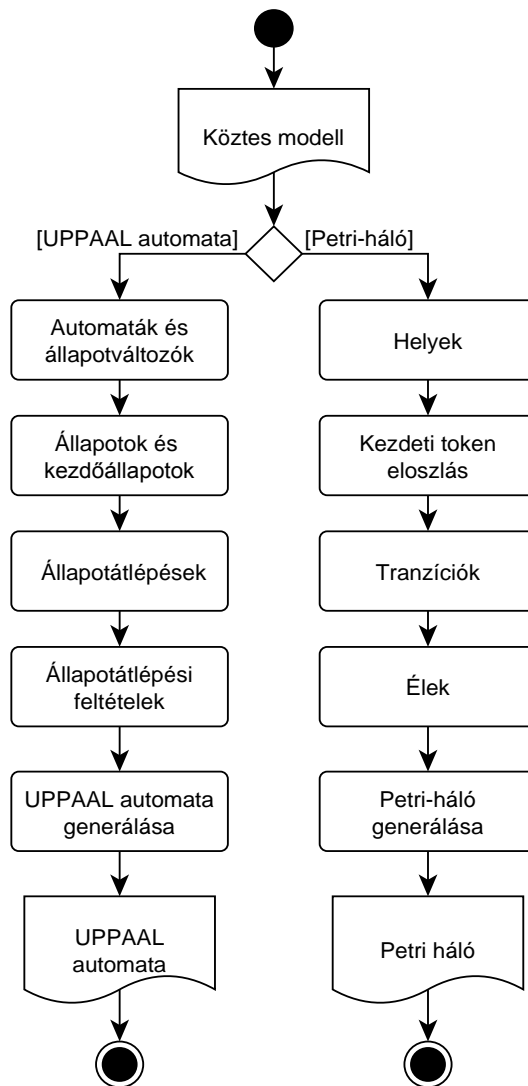 Köztes modell
[UPPAAL automata]
[Petri-háló]
Automaták és
állapotváltozók
Helyek
Állapotok és
kezdőállapotok
Kezdeti token
eloszlás
Állapotátlépések
Tranzíciók
Állapotátlépési
feltételek
Élek
UPPAAL automata
generálása
Petri-háló
generálása
UPPAAL
automata
Petri háló